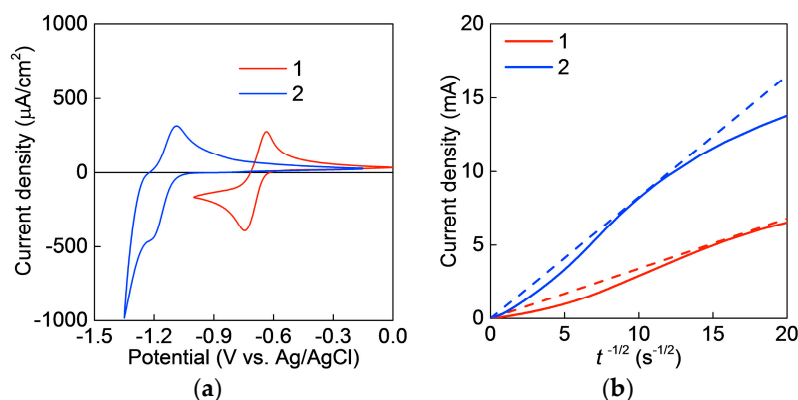 (a)
1000
500
0
-500
-1000
Current density (µA/cm²)
1
2
-1.5 -1.2 -0.9 -0.6 -0.3 0.0
Potential (V vs. Ag/AgCl)
(b)
20
15
10
5
0
Current density (mA)
1
2
0 5 10 15 20
t -1/2 (s-1/2)